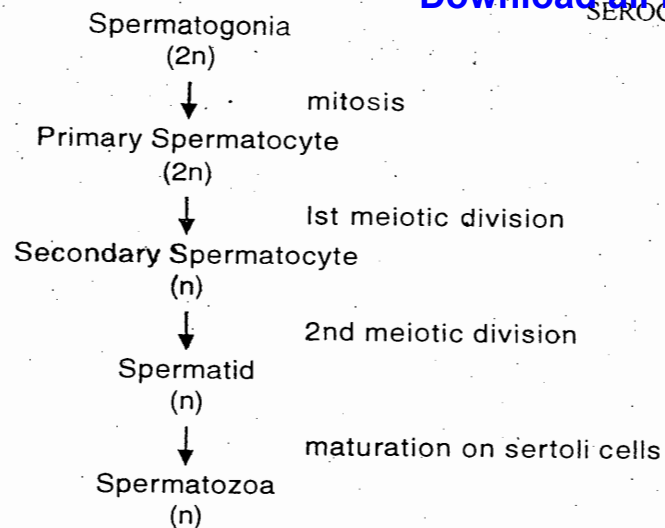 Spermatogonia
(2n)
mitosis
Primary Spermatocyte
(2n)
Ist meiotic division
Secondary Spermatocyte
(n)
2nd meiotic division
Spermatid
(n)
maturation on sertoli cells
Spermatozoa
(n)